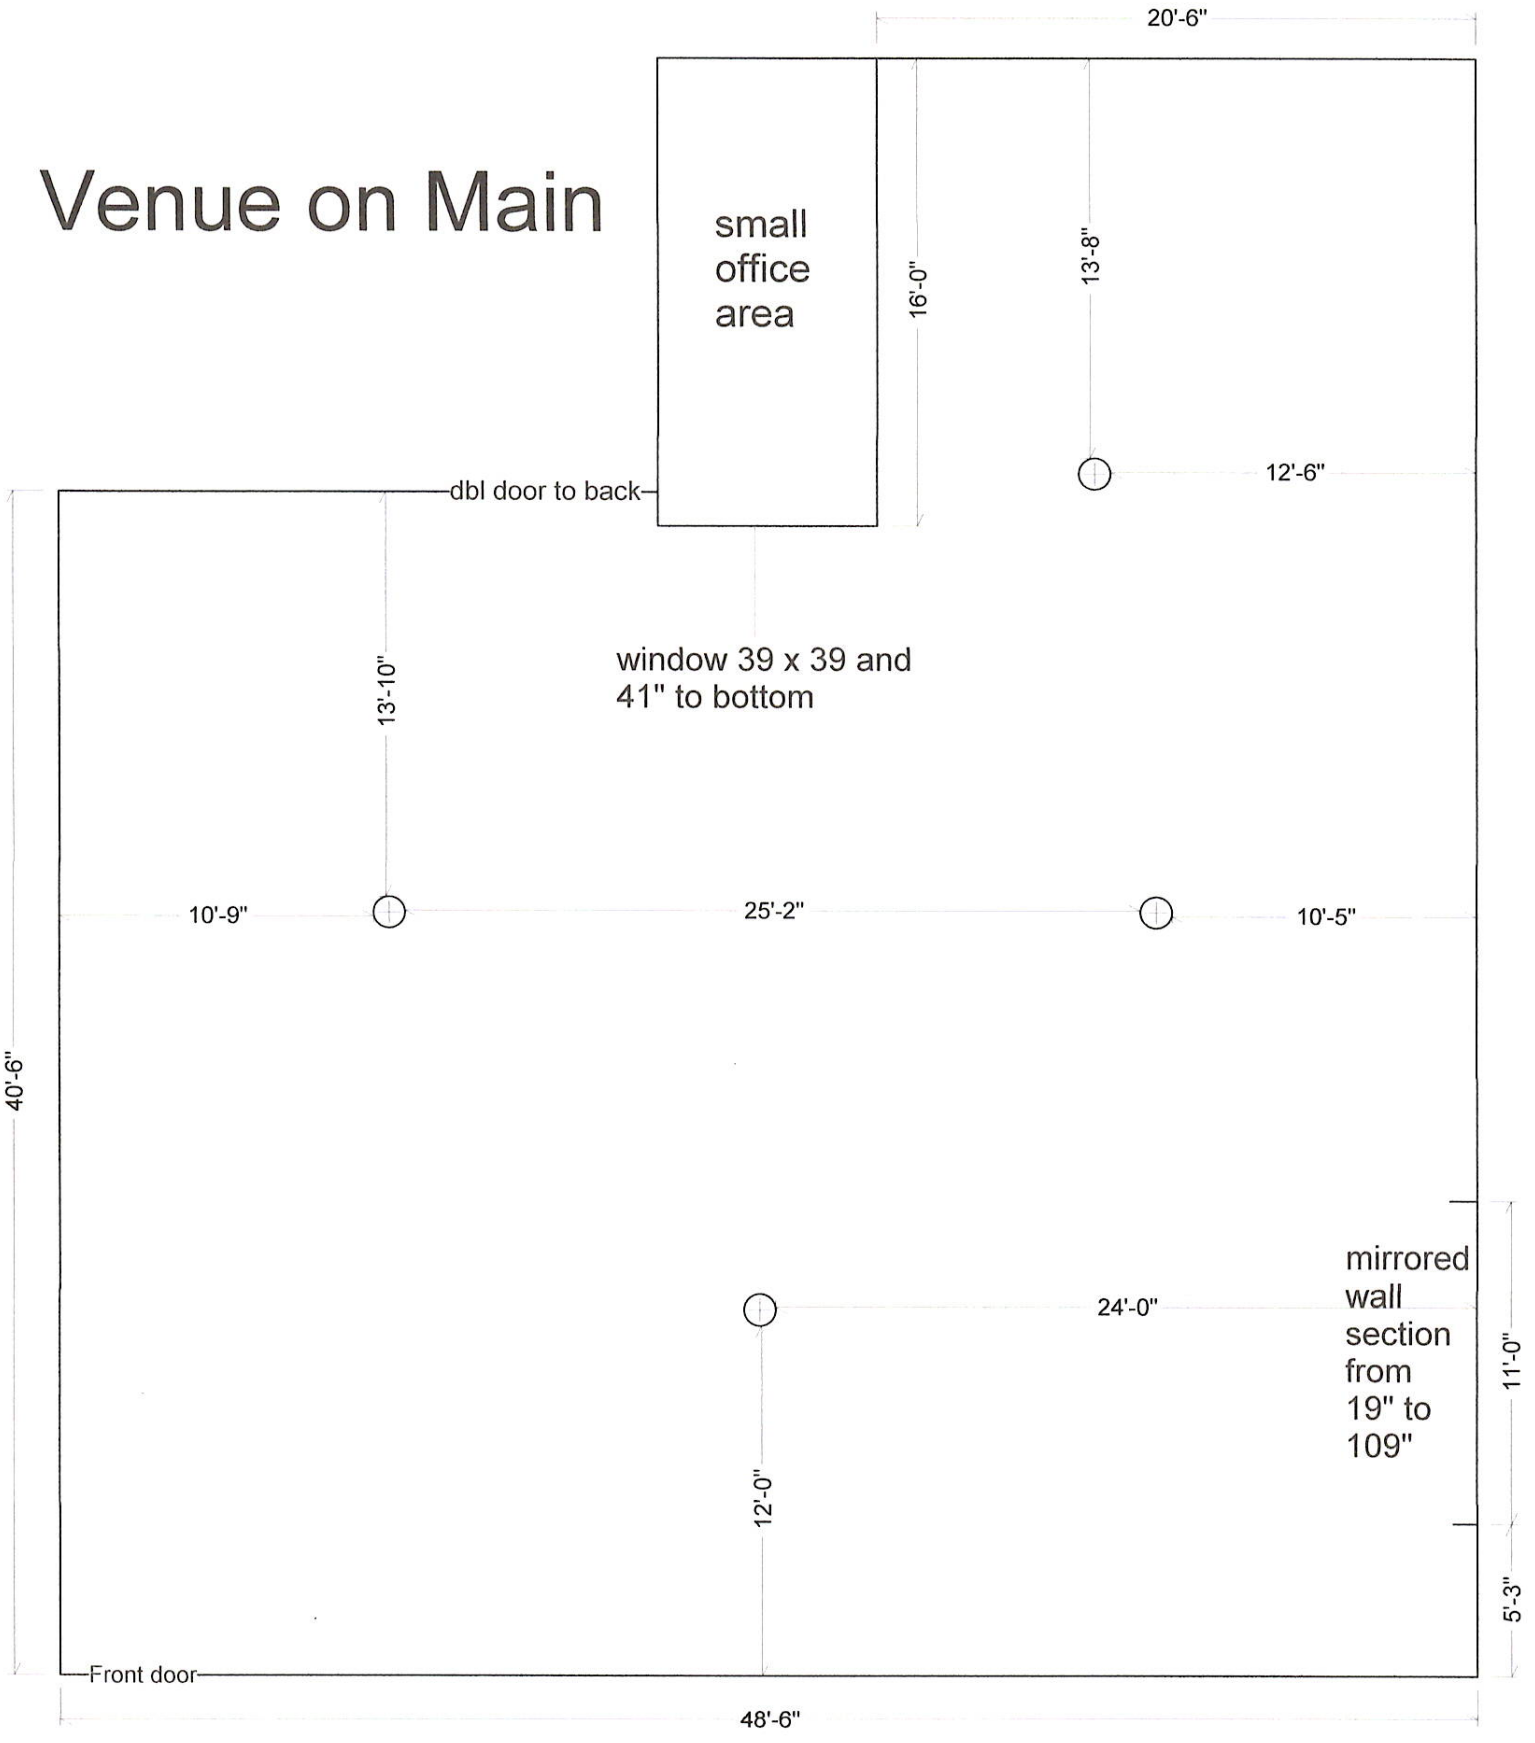 20'-6"
Venue on Main
small
office
area
16'-0"
13'-8"
12'-6"
dbl door to back
13'-10"
window 39 x 39 and
41" to bottom
10'-9"
25'-2"
10'-5"
40'-6"
mirrored
wall
section
from
19" to
109"
24'-0"
11'-0"
12'-0"
5'-3"
Front door
48'-6"